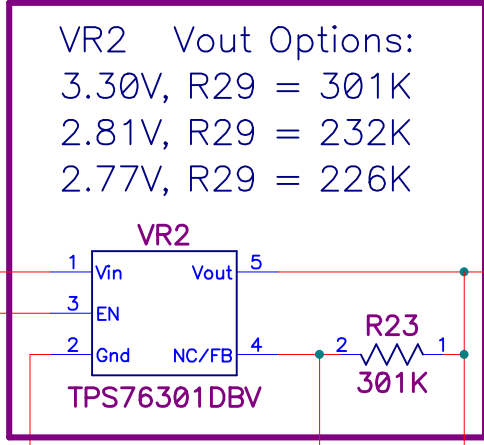 VR2 Vout Options:
3.30V, R29 = 301K
2.81V, R29 = 232K
2.77V, R29 = 226K
VR2
1 Vin Vout 5
3 EN
2 Gnd NC/FB 4
TPS76301DBV
R23
2 1
301K